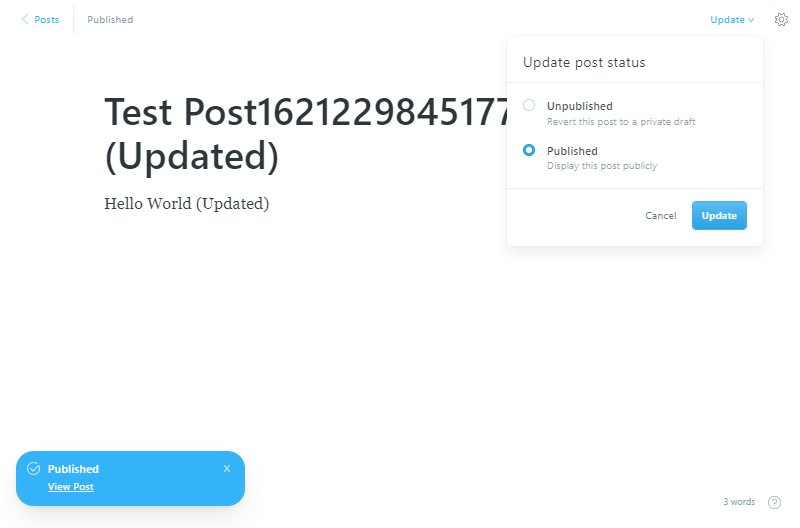 Posts
Published
Update
Update post status
Unpublished
Revert this post to a private draft
Published
Display this post publicly
Cancel
Update
Test Post1621229845177
(Updated)
Hello World (Updated)
Published
View Post
3 words